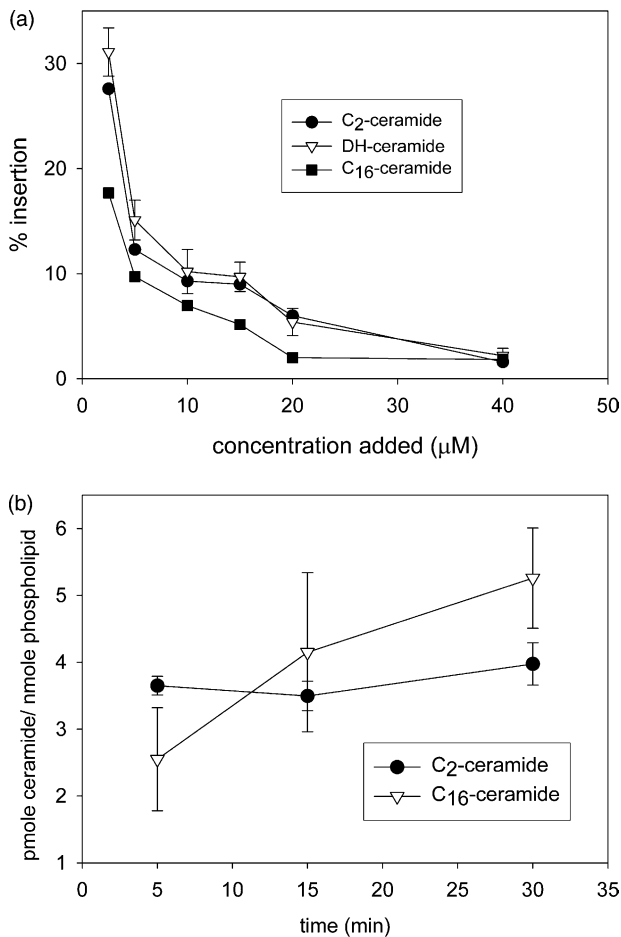 (a)
30
20
10
0
% insertion
C2-ceramide
DH-ceramide
C16-ceramide
0 10 20 30 40 50
concentration added (μM)
(b)
6
5
4
3
2
1
pmole ceramide/ nmole phospholipid
C2-ceramide
C16-ceramide
0 5 10 15 20 25 30 35
time (min)